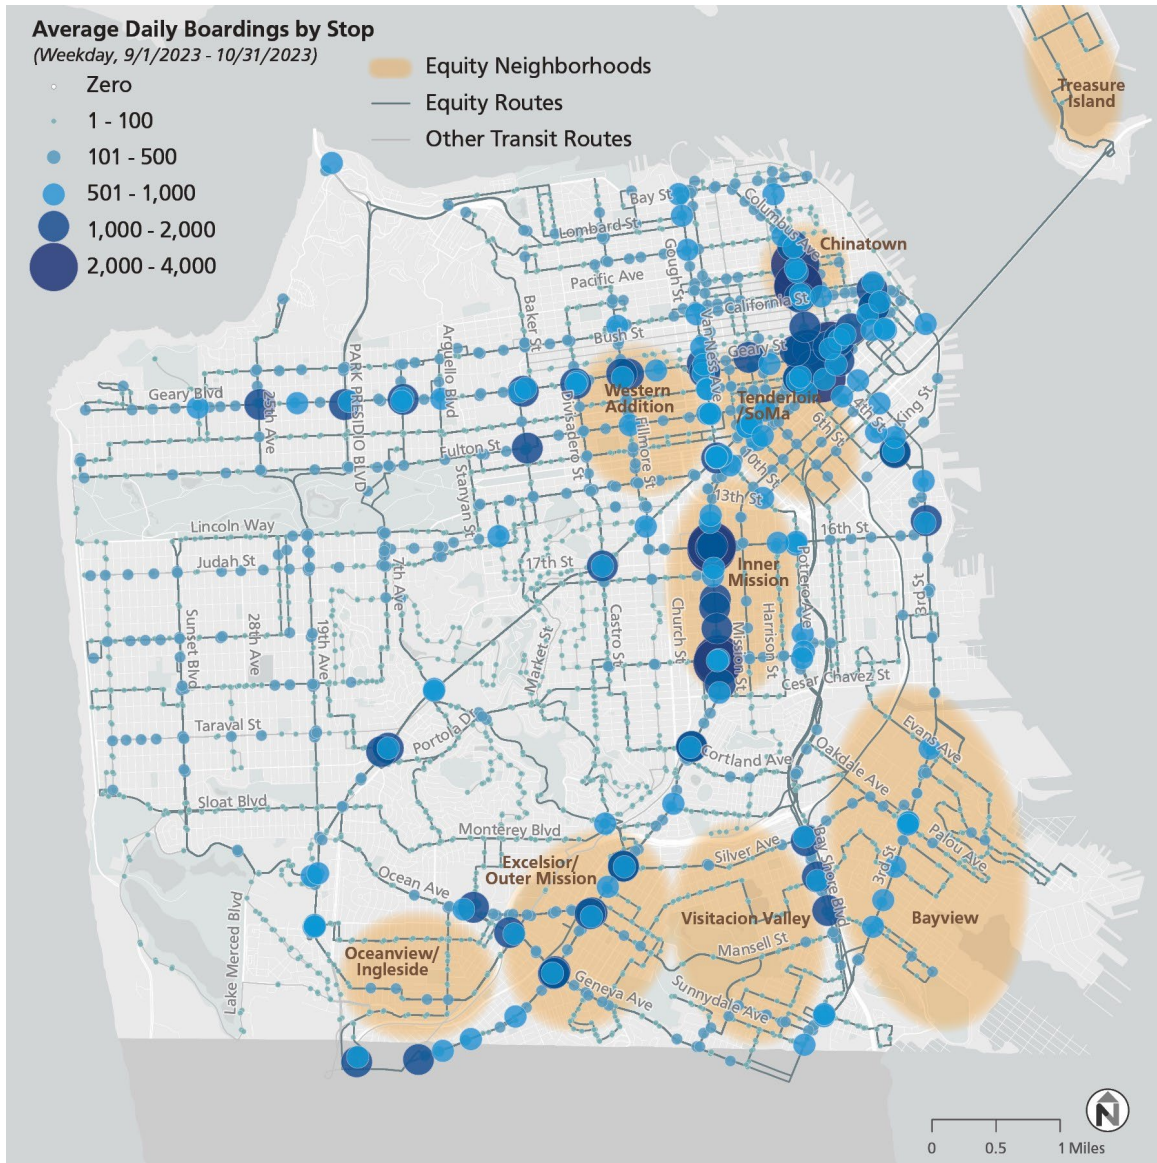 Average Daily Boardings by Stop
(Weekday, 9/1/2023 - 10/31/2023)
Zero
1 - 100
101 - 500
501 - 1,000
1,000 - 2,000
2,000 - 4,000
Equity Neighborhoods
Equity Routes
Other Transit Routes
Treasure
Island
Bay St
Columbus Ave
Lombard St
Chinatown
Gough St
Pacific Ave
California St
Baker St
Van Ness Ave
Bush St
Arguello Blvd
PARK PRESIDIO BLVD
Geary St
Geary Blvd
25th Ave
Western
Addition
Tenderloin
/SoMa
Divisadero St
Fillmore St
4th St
King St
6th St
Fulton St
Stanyan St
10th St
13th St
Lincoln Way
16th St
Judah St
17th St
Inner
Mission
7th Ave
Potrero Ave
3rd St
Sunset Blvd
28th Ave
19th Ave
Castro St
Church St
Mission St
Harrison St
Market St
Cesar Chavez St
Taraval St
Portola Dr
Evans Ave
Cortland Ave
Oakdale Ave
Sloat Blvd
Monterey Blvd
Silver Ave
Bay Shore Blvd
3rd St
Palou Ave
Excelsior/
Outer Mission
Ocean Ave
Lake Merced Blvd
Visitacion Valley
Bayview
Mansell St
Oceanview/
Ingleside
Geneva Ave
Sunnydale Ave
N
0 0.5 1 Miles